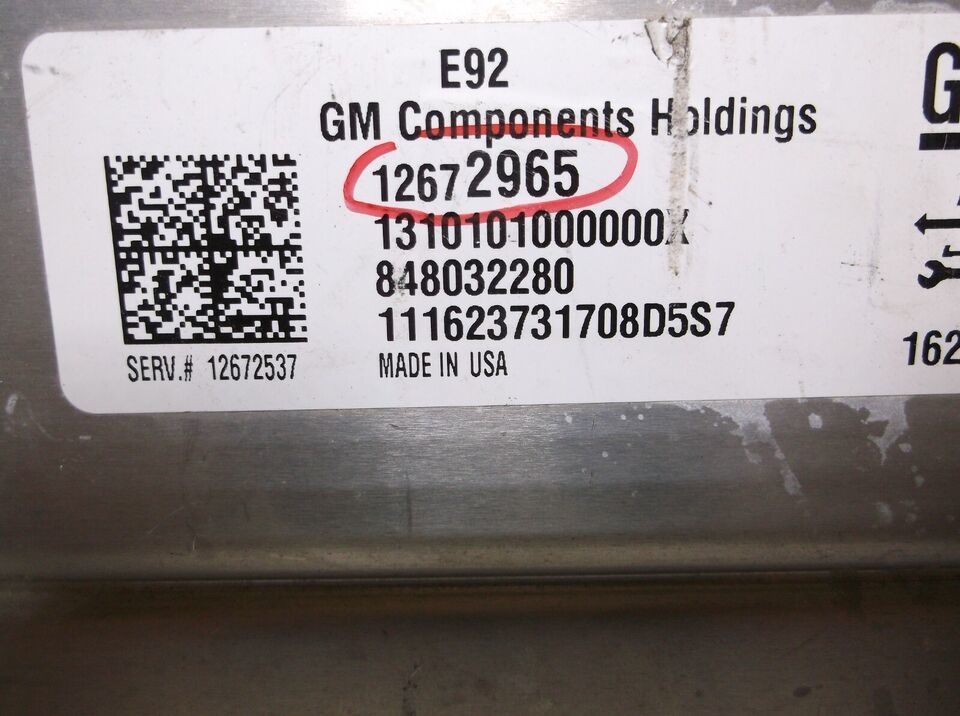 E92
GM Components Holdings
12672965
1310101000000X
848032280
111623731708D5S7
SERV.# 12672537
MADE IN USA
G
162